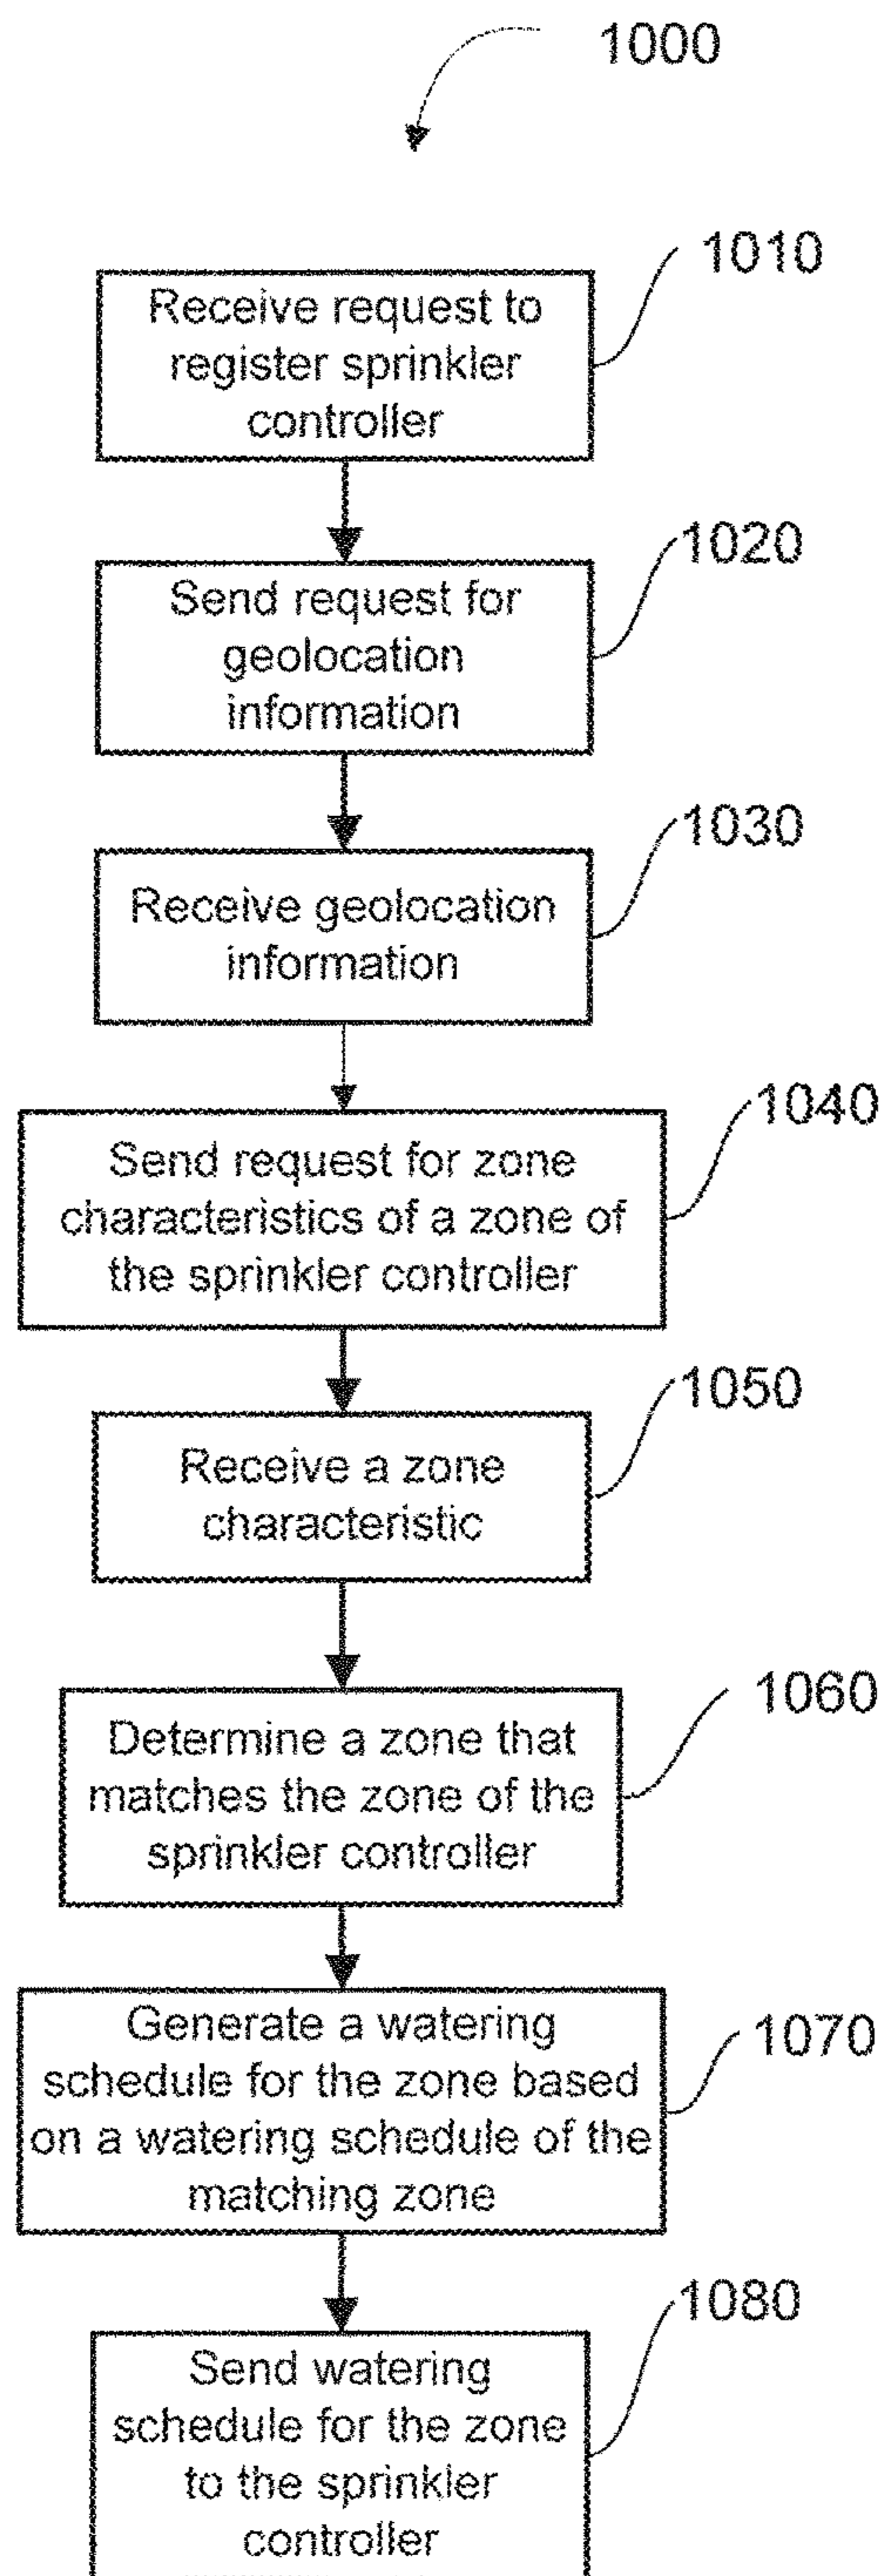 1000
1010
Receive request to
register sprinkler
controller
1020
Send request for
geolocation
information
1030
Receive geolocation
information
1040
Send request for zone
characteristics of a zone of
the sprinkler controller
1050
Receive a zone
characteristic
1060
Determine a zone that
matches the zone of the
sprinkler controller
1070
Generate a watering
schedule for the zone based
on a watering schedule of the
matching zone
1080
Send watering
schedule for the zone
to the sprinkler
controller